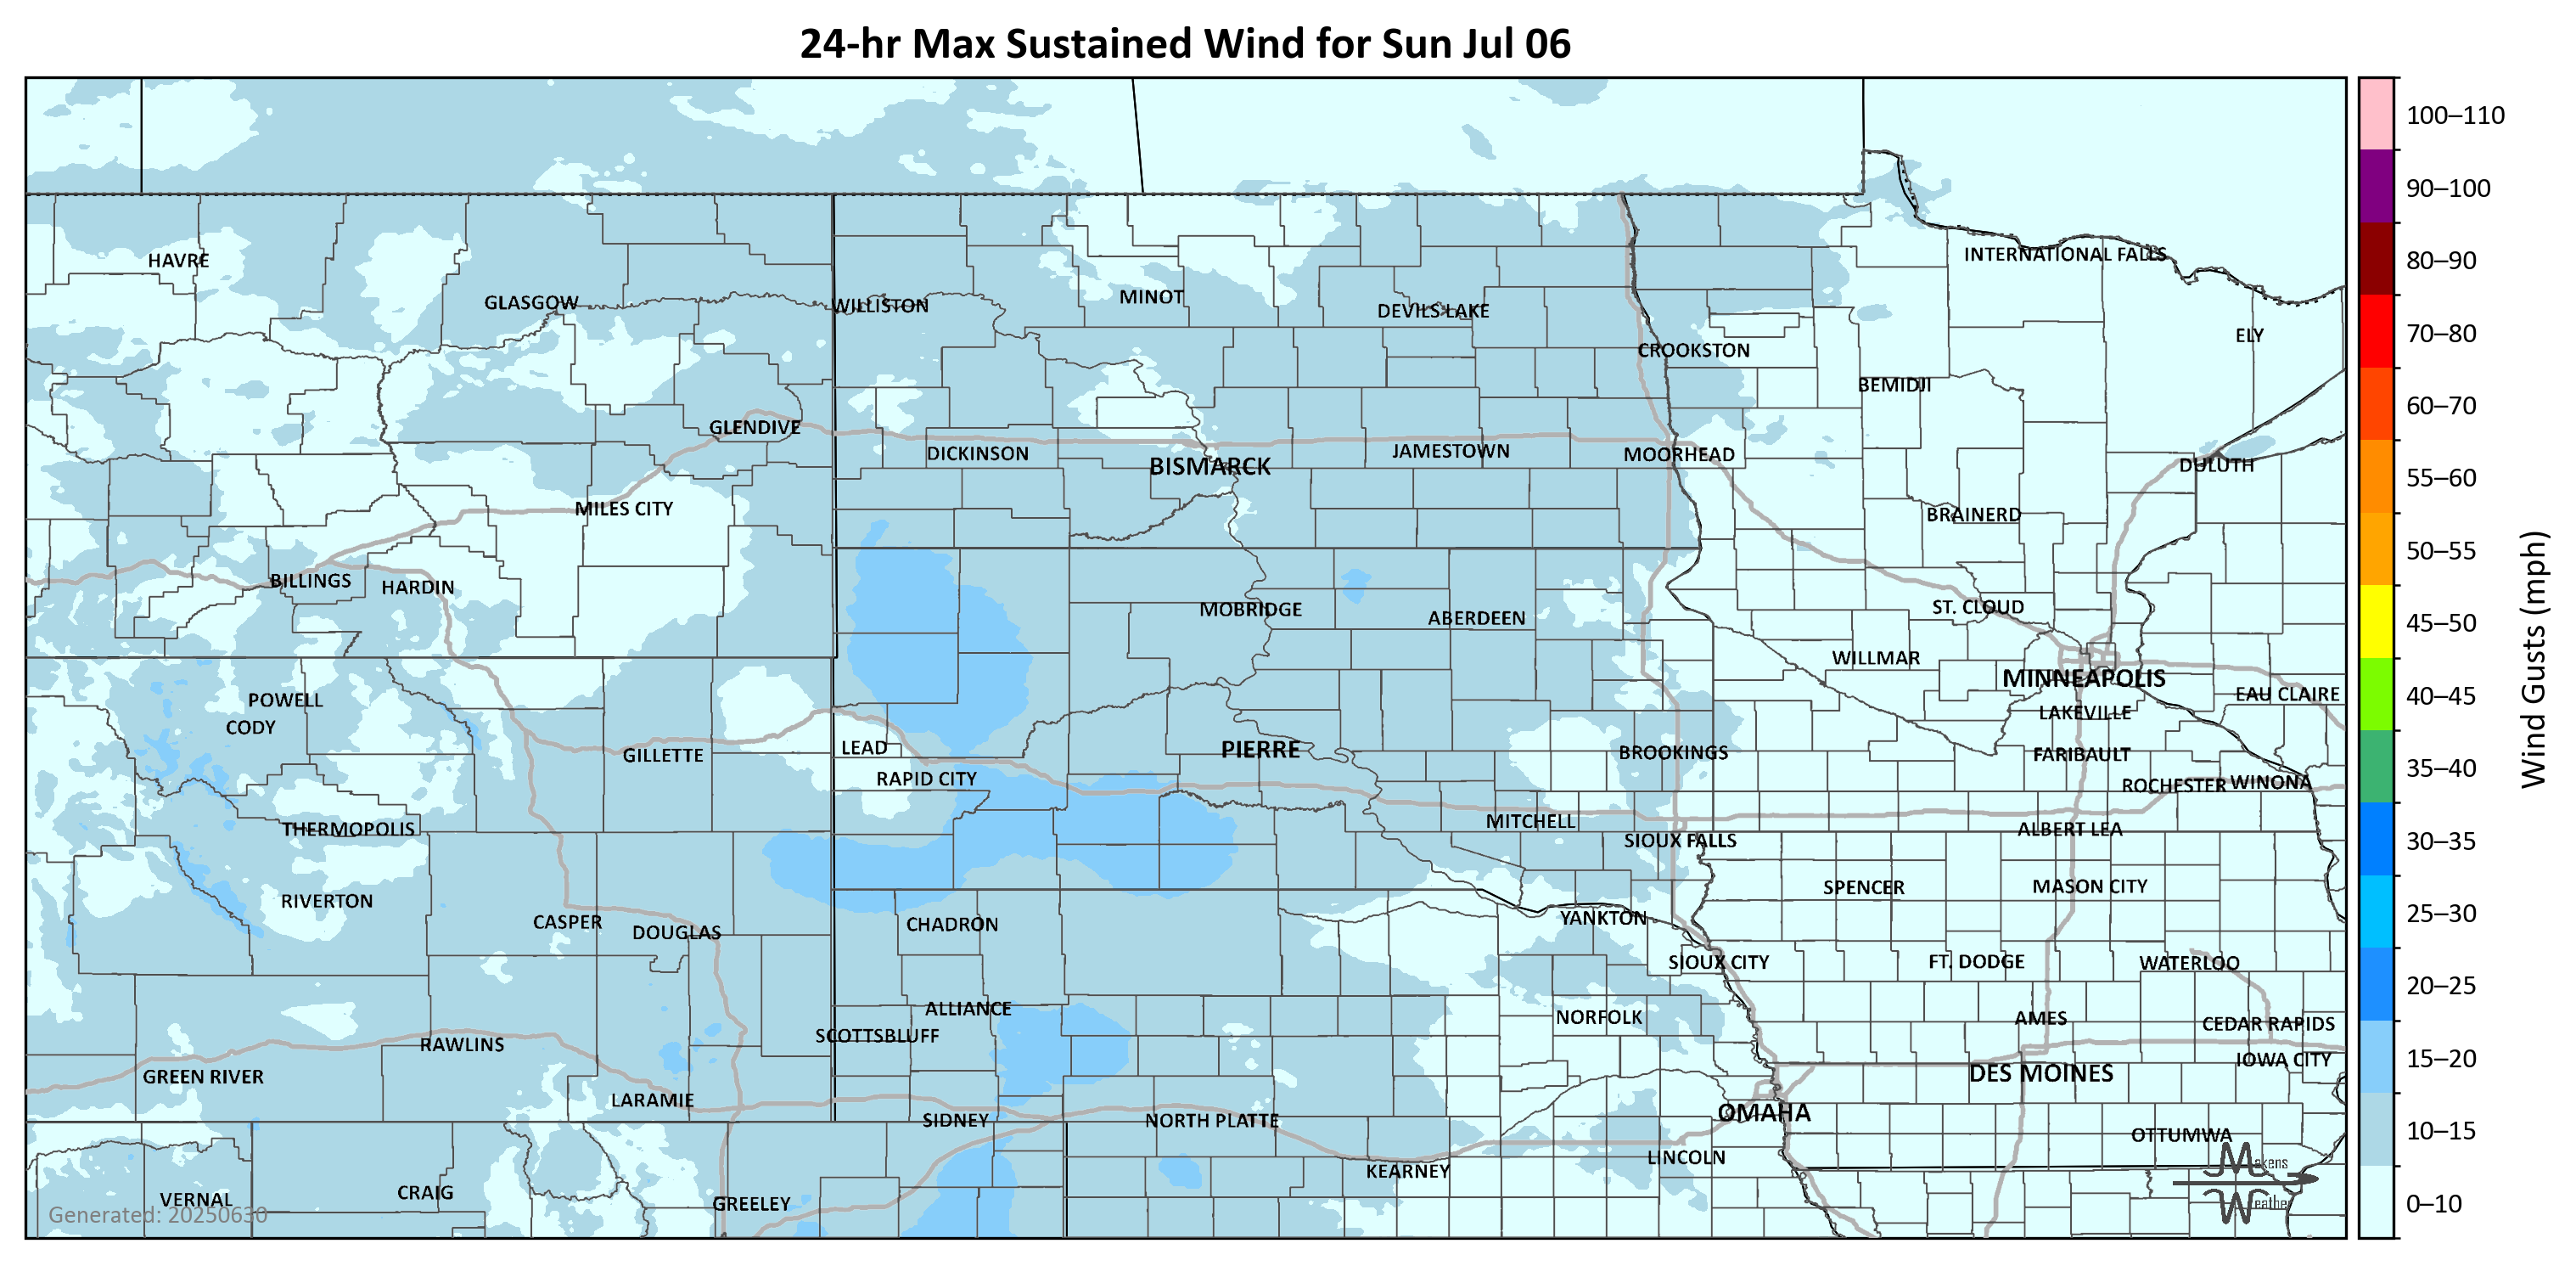 24-hr Max Sustained Wind for Sun Jul 06
100–110
90–100
80–90
70–80
60–70
55–60
50–55
45–50
40–45
35–40
30–35
25–30
20–25
15–20
10–15
0–10
Wind Gusts (mph)
INTERNATIONAL FALLS
HAVRE
GLASGOW
WILLISTON
MINOT
DEVILS LAKE
ELY
CROOKSTON
BEMIDJI
GLENDIVE
DICKINSON
BISMARCK
JAMESTOWN
MOORHEAD
DULUTH
MILES CITY
BRAINERD
BILLINGS
HARDIN
MOBRIDGE
ABERDEEN
ST. CLOUD
WILLMAR
MINNEAPOLIS
EAU CLAIRE
POWELL
CODY
LAKEVILLE
GILLETTE
LEAD
PIERRE
BROOKINGS
FARIBAULT
RAPID CITY
ROCHESTER
WINONA
THERMOPOLIS
MITCHELL
ALBERT LEA
SIOUX FALLS
SPENCER
MASON CITY
RIVERTON
CASPER
DOUGLAS
CHADRON
YANKTON
SIOUX CITY
FT. DODGE
WATERLOO
ALLIANCE
NORFOLK
AMES
CEDAR RAPIDS
SCOTTSBLUFF
RAWLINS
IOWA CITY
GREEN RIVER
DES MOINES
LARAMIE
SIDNEY
NORTH PLATTE
OMAHA
OTTUMWA
LINCOLN
KEARNEY
VERNAL
CRAIG
GREELEY
Generated: 20250630
Makens
Weather